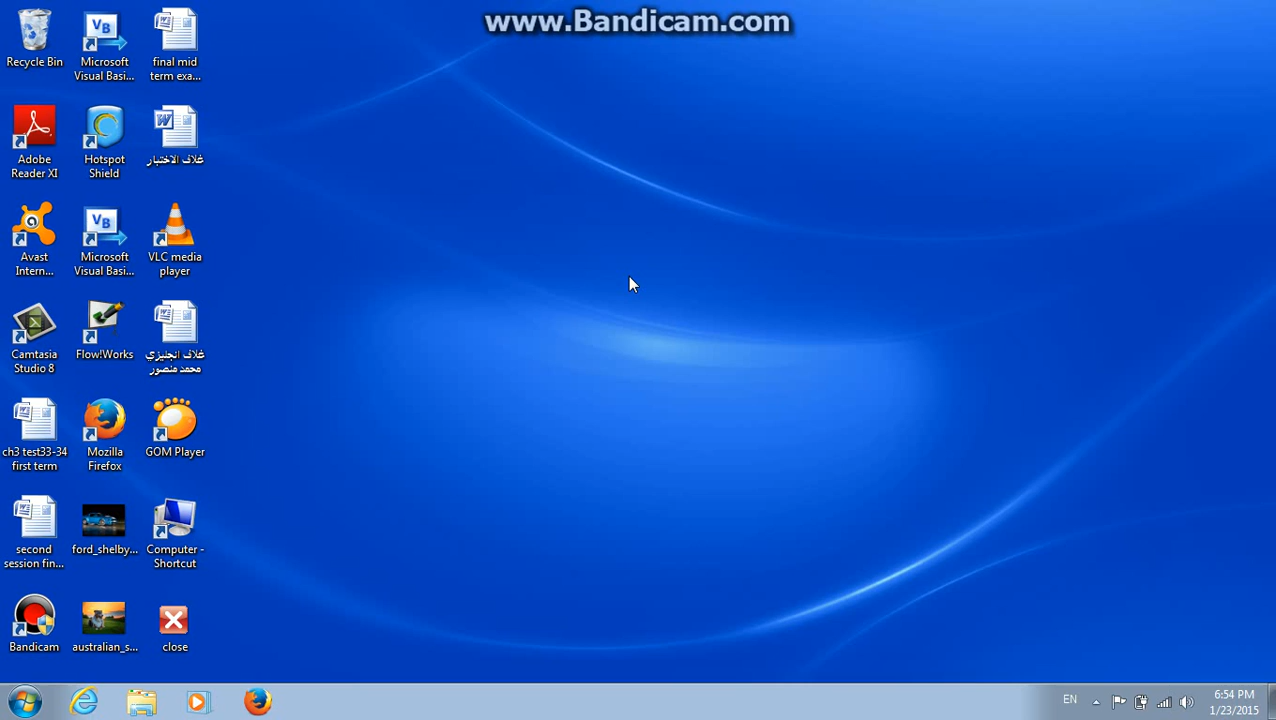 www.Bandicam.com
Recycle Bin
Microsoft
Visual Basi...
final mid
term exa...
Adobe
Reader XI
Hotspot
Shield
غلاف الاختبار
Avast
Intern...
Microsoft
Visual Basi...
VLC media
player
Camtasia
Studio 8
Flow!Works
غلاف انجليزي
محمد منصور
ch3 test33-34
first term
Mozilla
Firefox
GOM Player
second
session fin...
ford_shelby...
Computer -
Shortcut
Bandicam
australian_s...
close
EN
6:54 PM
1/23/2015